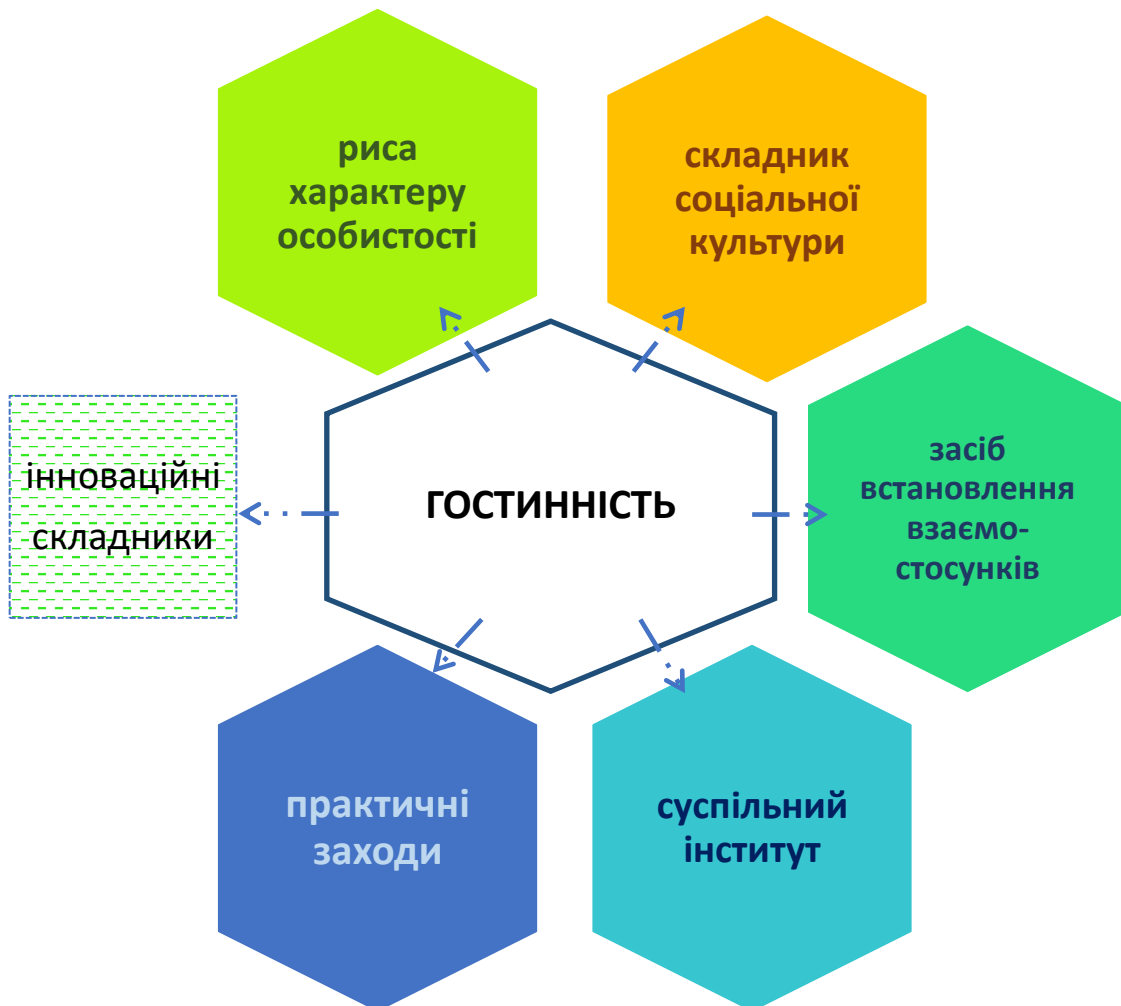 риса
характеру
особистості
складник
соціальної
культури
засіб
встановлення
взаємо-
стосунків
інноваційні
складники
ГОСТИННІСТЬ
практичні
заходи
суспільний
інститут